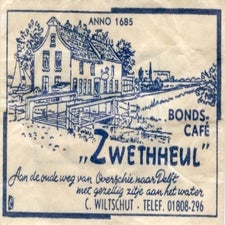 ANNO 1685
BONDS-
CAFÉ
„Zwethheul"
Aan de oude weg van Overschie naar Delft
met gezellig zitje aan het water
C. WILTSCHUT - TELEF. 01808-296